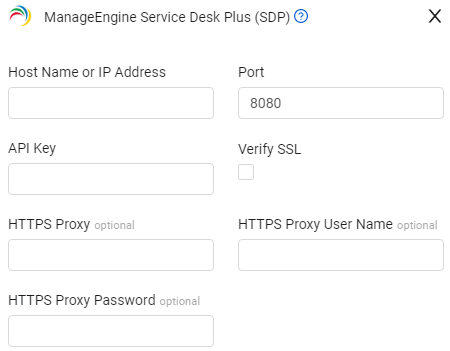 ManageEngine Service Desk Plus (SDP) ?
Host Name or IP Address
Port
8080
API Key
Verify SSL
HTTPS Proxy optional
HTTPS Proxy User Name optional
HTTPS Proxy Password optional